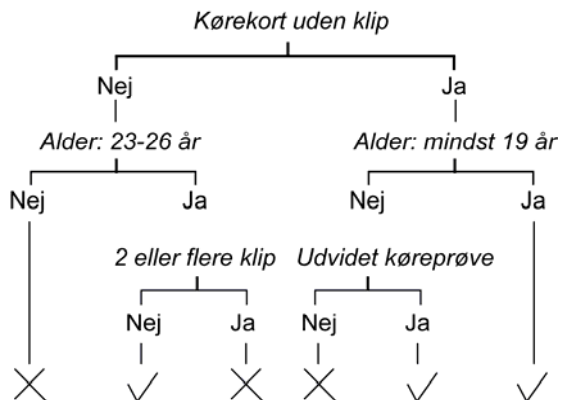 Kørekort uden klip
Nej Ja
Alder: 23-26 år Alder: mindst 19 år
Nej Ja Nej Ja
2 eller flere klip Udvidet køreprøve
Nej Ja Nej Ja